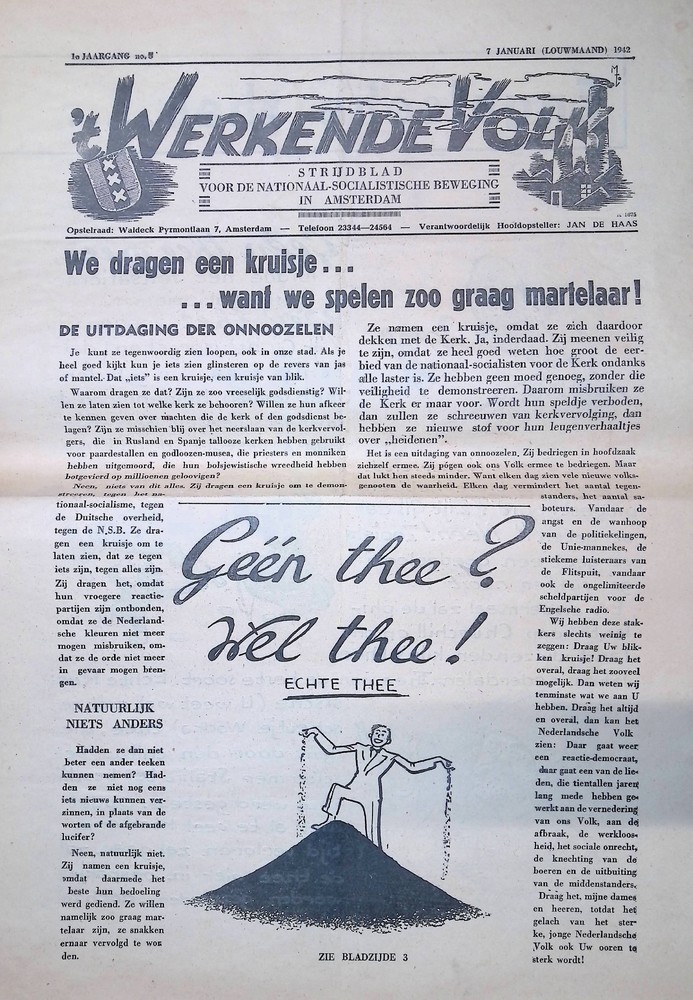 1e JAARGANG no. 5
7 JANUARI (LOUWMAAND) 1942
't WERKENDE VOLK
STRIJDBLAD
VOOR DE NATIONAAL-SOCIALISTISCHE BEWEGING
IN AMSTERDAM
Opstelraad: Waldeck Pyrmontlaan 7, Amsterdam — Telefoon 23344—24564 — Verantwoordelijk Hoofdopsteller: JAN DE HAAS
We dragen een kruisje...
...want we spelen zoo graag martelaar!
DE UITDAGING DER ONNOOZELEN
Je kunt ze tegenwoordig zien loopen, ook in onze stad. Als je
heel goed kijkt kun je iets zien glinsteren op de revers van jas
of mantel. Dat „iets" is een kruisje, een kruisje van blik.
Waarom dragen ze dat? Zijn ze zoo vreeselijk godsdienstig? Wil-
len ze laten zien tot welke kerk ze behooren? Willen ze hun afkeer
te kennen geven over machten die de kerk of den godsdienst be-
lagen? Zijn ze misschien blij over het neerslaan van de kerkvervol-
gers, die in Rusland en Spanje tallooze kerken hebben gebruikt
voor paardestallen en godloozen-musea, die priesters en monniken
hebben uitgemoord, die hun bolsjewistische wreedheid hebben
botgevierd op millioenen geloovigen?
Neen, niets van dit alles. Zij dragen een kruisje om te demon-
streeren, tegen het na-
tionaal-socialisme, tegen
de Duitsche overheid,
tegen de N.S.B. Ze dra-
gen een kruisje om te
laten zien, dat ze tegen
iets zijn, tegen alles zijn.
Zij dragen het, omdat
hun vroegere reactie-
partijen zijn ontbonden,
omdat ze de Nederland-
sche kleuren niet meer
mogen misbruiken, om-
dat ze de orde niet meer
in gevaar mogen bren-
gen.
NATUURLIJK
NIETS ANDERS
Hadden ze dan niet
beter een ander teeken
kunnen nemen? Had-
den ze niet nog eens
iets nieuws kunnen ver-
zinnen, in plaats van de
worten of de afgebrande
lucifer?
Neen, natuurlijk niet.
Zij namen een kruisje,
omdat daarmede het
beste hun bedoeling
werd gediend. Ze willen
namelijk zoo graag mar-
telaar zijn, ze snakken
ernaar vervolgd te wor
den.
Ze namen een kruisje, omdat ze zich daardoor
dekken met de Kerk. Ja, inderdaad. Zij meenen veilig
te zijn, omdat ze heel goed weten hoe groot de eer-
bied van de nationaal-socialisten voor de Kerk ondanks
alle laster is. Ze hebben geen moed genoeg, zonder die
veiligheid te demonstreeren. Daarom misbruiken ze
de Kerk er maar voor. Wordt hun speldje verboden,
dan zullen ze schreeuwen van kerkvervolging, dan
hebben ze nieuwe stof voor hun leugenverhaaltjes
over „heidenen".
Het is een uitdaging van onnoozelen. Zij bedriegen in hoofdzaak
zichzelf ermee. Zij pógen ook ons Volk ermee te bedriegen. Maar
dat lukt hen steeds minder. Want elken dag zien vele nieuwe volks-
genooten de waarheid. Elken dag vermindert het aantal tegen-
standers, het aantal sa-
boteurs. Vandaar de
angst en de wanhoop
van de politiekelingen,
de Unie-mannekes, de
stiekeme luisteraars van
de Flitspuit, vandaar
ook de ongelimiteerde
scheldpartijen voor de
Engelsche radio.
Wij hebben deze stak-
kers slechts weinig te
zeggen: Draag Uw blik-
ken kruisje! Draag het
overal, draag het zooveel
mogelijk. Dan weten wij
tenminste wat we aan U
hebben. Draag het altijd
en overal, dan kan het
Nederlandsche Volk
zien: Daar gaat weer
een reactie-democraat,
daar gaat een van die lie-
den, die tientallen jaren
lang mede hebben ge-
werkt aan de vernedering
van ons Volk, aan de
afbraak, de werkloos-
heid, het sociale onrecht,
de knechting van de
boeren en de uitbuiting
van de middenstanders.
Draag het, mijne dames
en heeren, totdat het
gelach van het ster-
ke, jonge Nederlandsche
Volk ook Uw ooren te
sterk wordt!
Géén thee?
Wel thee!
ECHTE THEE
ZIE BLADZIJDE 3